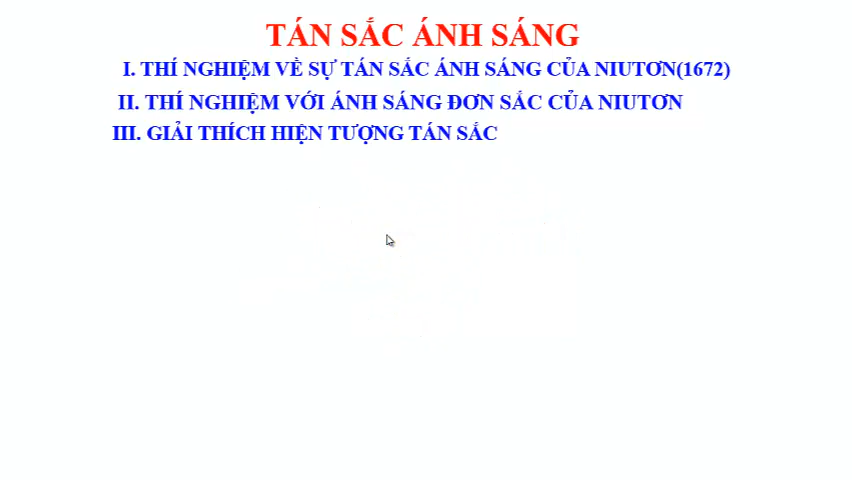 TÁN SẮC ÁNH SÁNG
I. THÍ NGHIỆM VỀ SỰ TÁN SẮC ÁNH SÁNG CỦA NIUTƠN(1672)
II. THÍ NGHIỆM VỚI ÁNH SÁNG ĐƠN SẮC CỦA NIUTƠN
III. GIẢI THÍCH HIỆN TƯỢNG TÁN SẮC